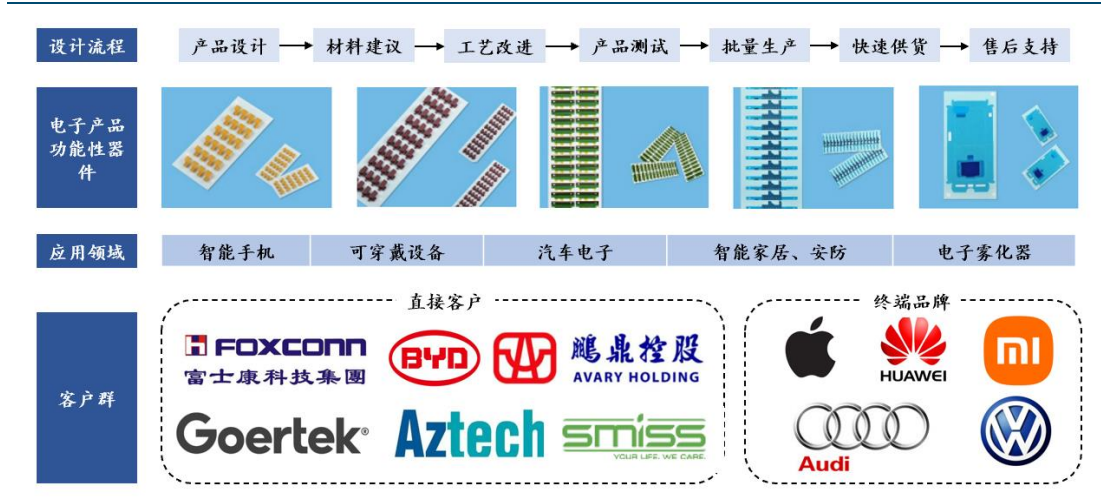 设计流程
产品设计
材料建议
工艺改进
产品测试
批量生产
快速供货
售后支持
电子产品
功能性器
件
应用领域
智能手机
可穿戴设备
汽车电子
智能家居、安防
电子雾化器
客户群
直接客户
FOXCONN
富士康科技集團
BYD
鵬鼎控股
AVARY HOLDING
Goertek®
Aztech
smiss
YOUR LIFE. WE CARE.
终端品牌
HUAWEI
mi
Audi
VW